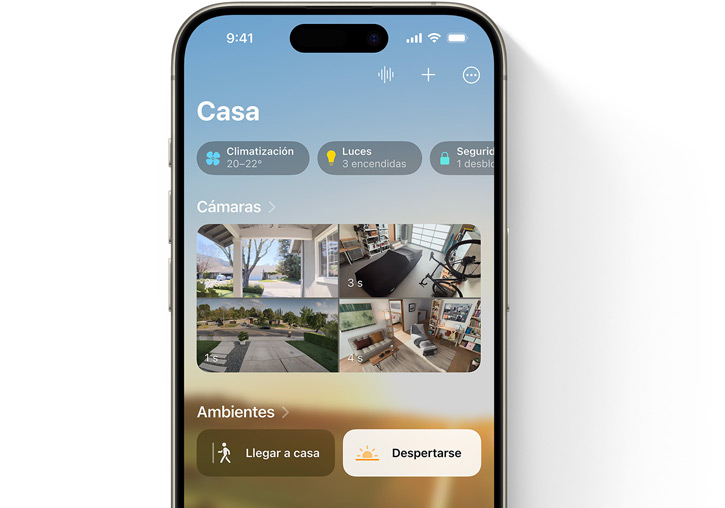 9:41
Casa
Climatización
20–22°
Luces
3 encendidas
Segurid
1 desblo
Cámaras
3 s
1 s
4 s
Ambientes
Llegar a casa
Despertarse